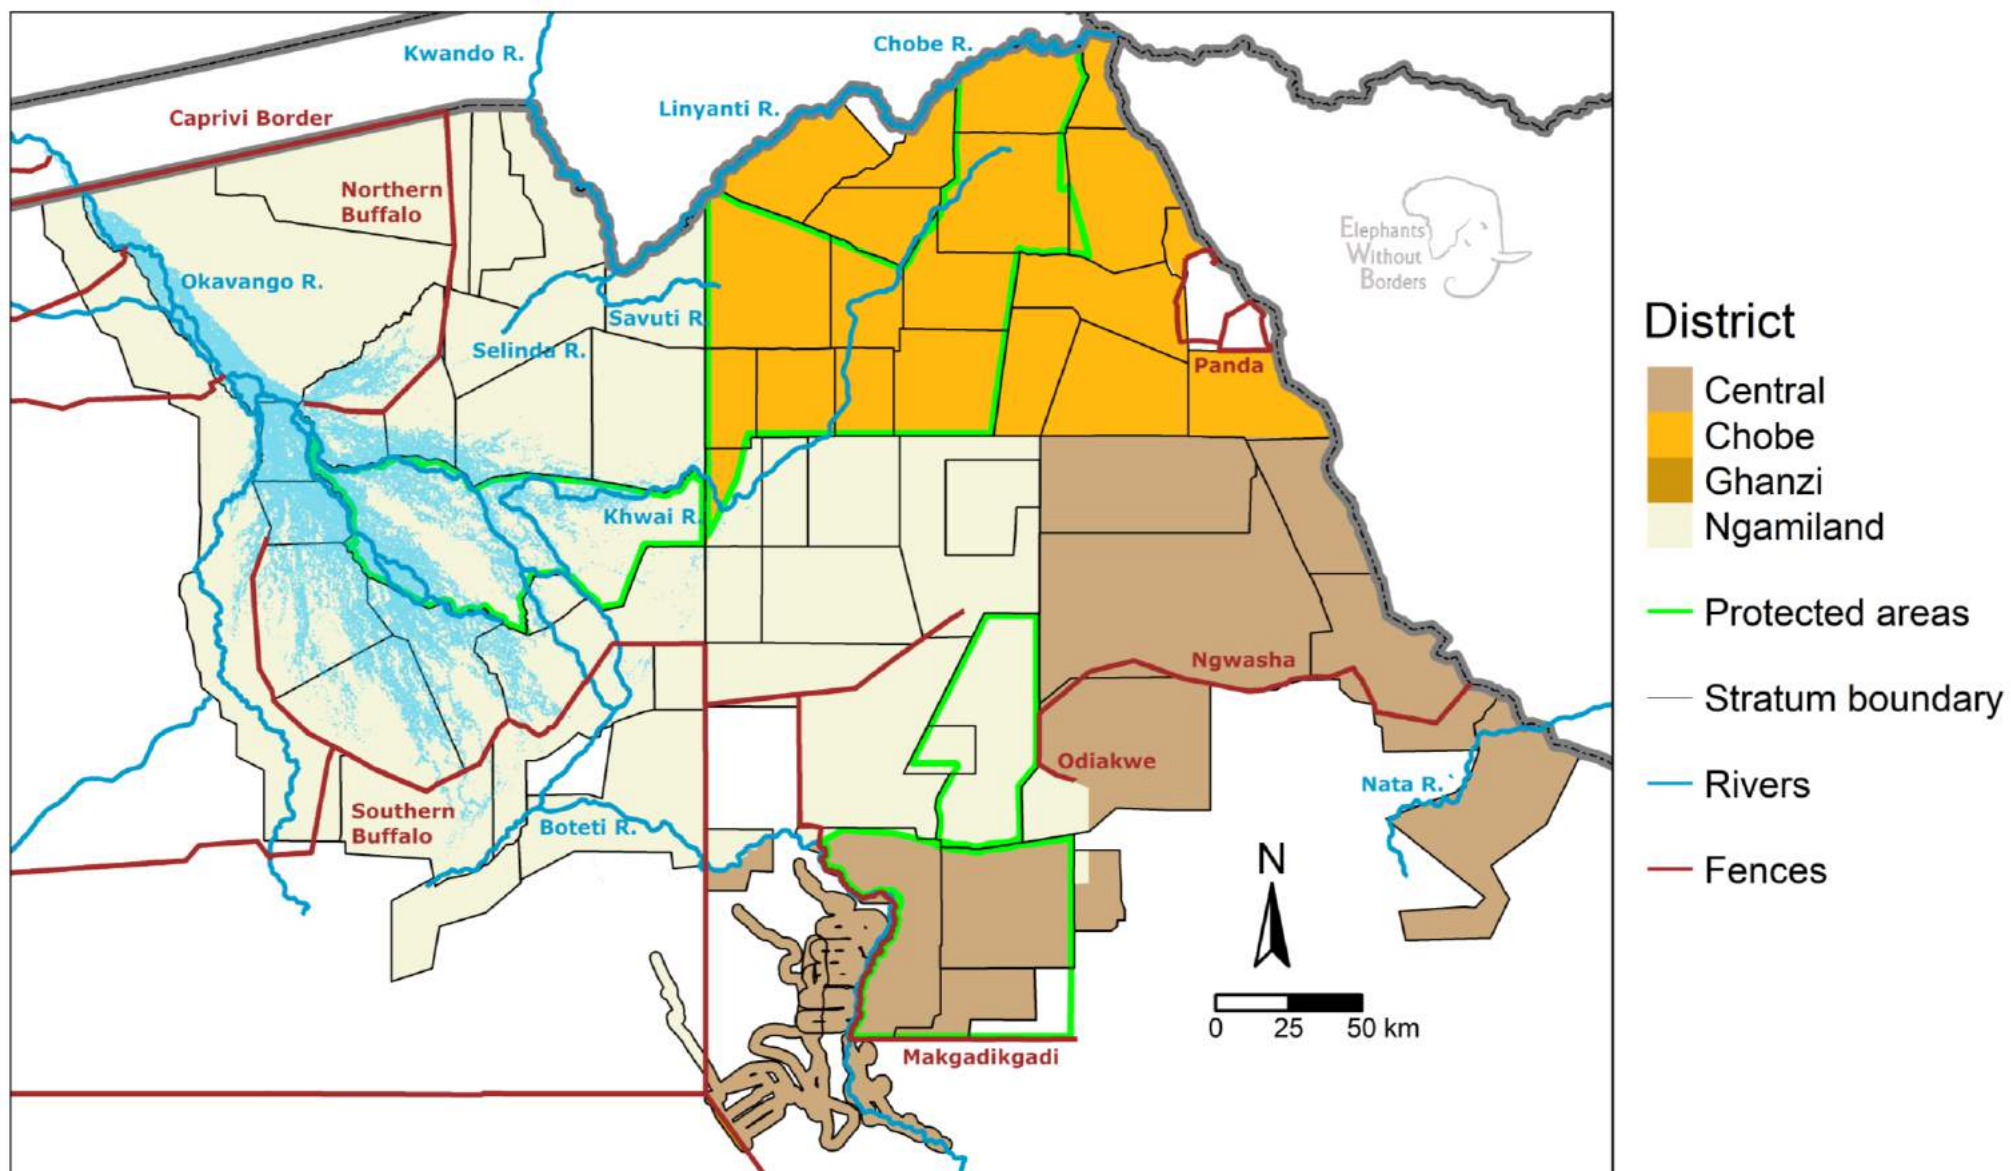 Kwando R.
Chobe R.
Linyanti R.
Caprivi Border
Northern
Buffalo
Elephants
Without
Borders
Okavango R.
Savuti R.
Selinda R.
Panda
Khwai R.
Ngwasha
Odiakwe
Nata R.
Southern
Buffalo
Boteti R.
Makgadikgadi
N
0 25 50 km
District
Central
Chobe
Ghanzi
Ngamiland
Protected areas
Stratum boundary
Rivers
Fences